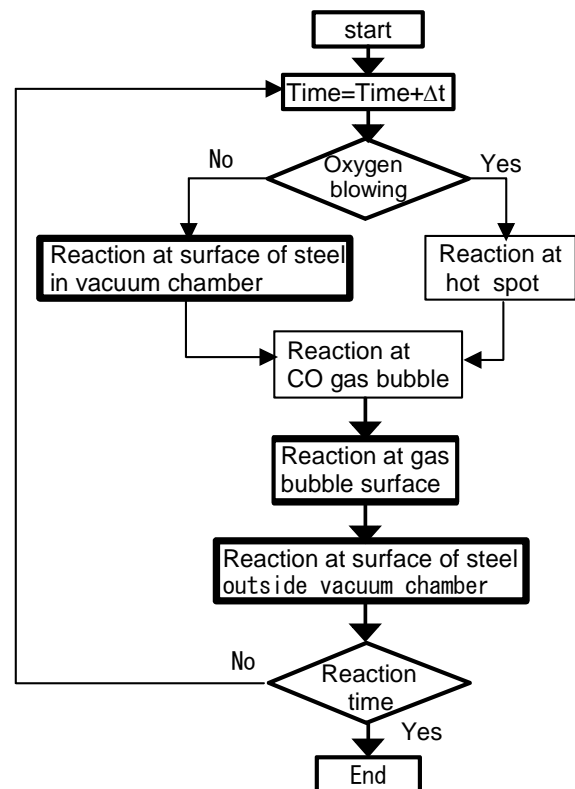 start
Time=Time+Δt
No
Yes
Oxygen
blowing
Reaction at surface of steel
in vacuum chamber
Reaction at
hot spot
Reaction at
CO gas bubble
Reaction at gas
bubble surface
Reaction at surface of steel
outside vacuum chamber
No
Reaction
time
Yes
End